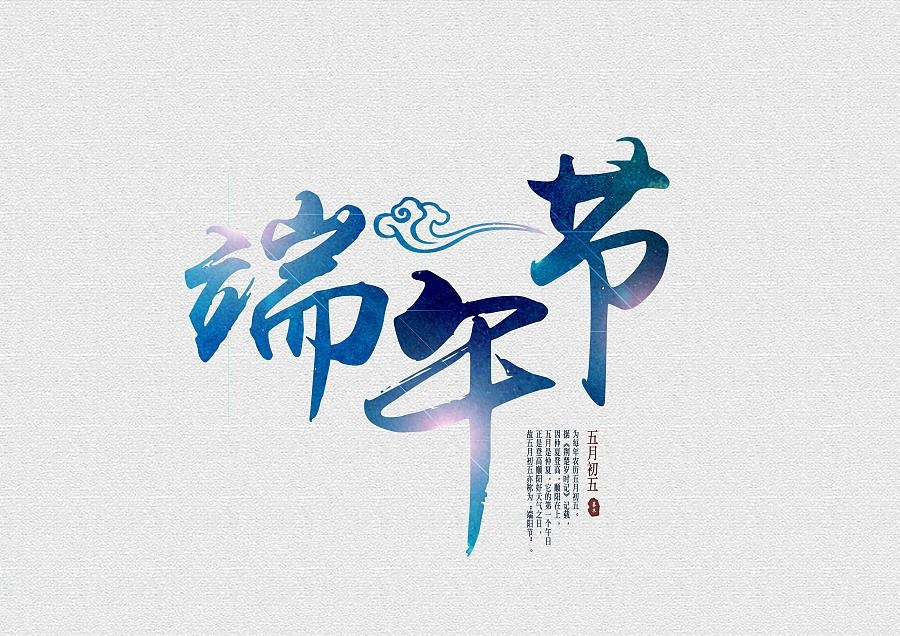 端午节
五月初五
为每年农历五月初五。
据《荆楚岁时记》记载，
因仲夏登高，顺阳在上，
五月是仲夏，它的第一个午日
正是登高顺阳好天气之日，
故五月初五亦称为“端阳节”。